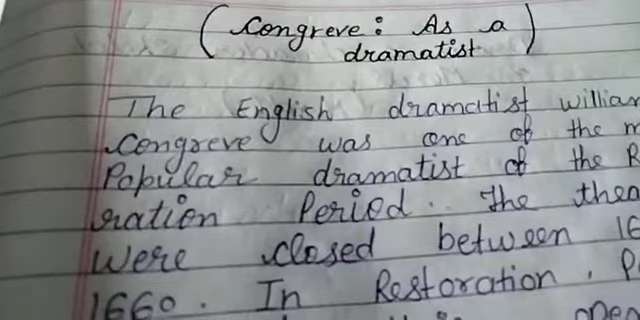 (Congreve: As a
dramatist)
The English dramatist William
Congreve was one of the
Popular dramatist of the
ration Period. The
were closed between
1660. In Restoration,